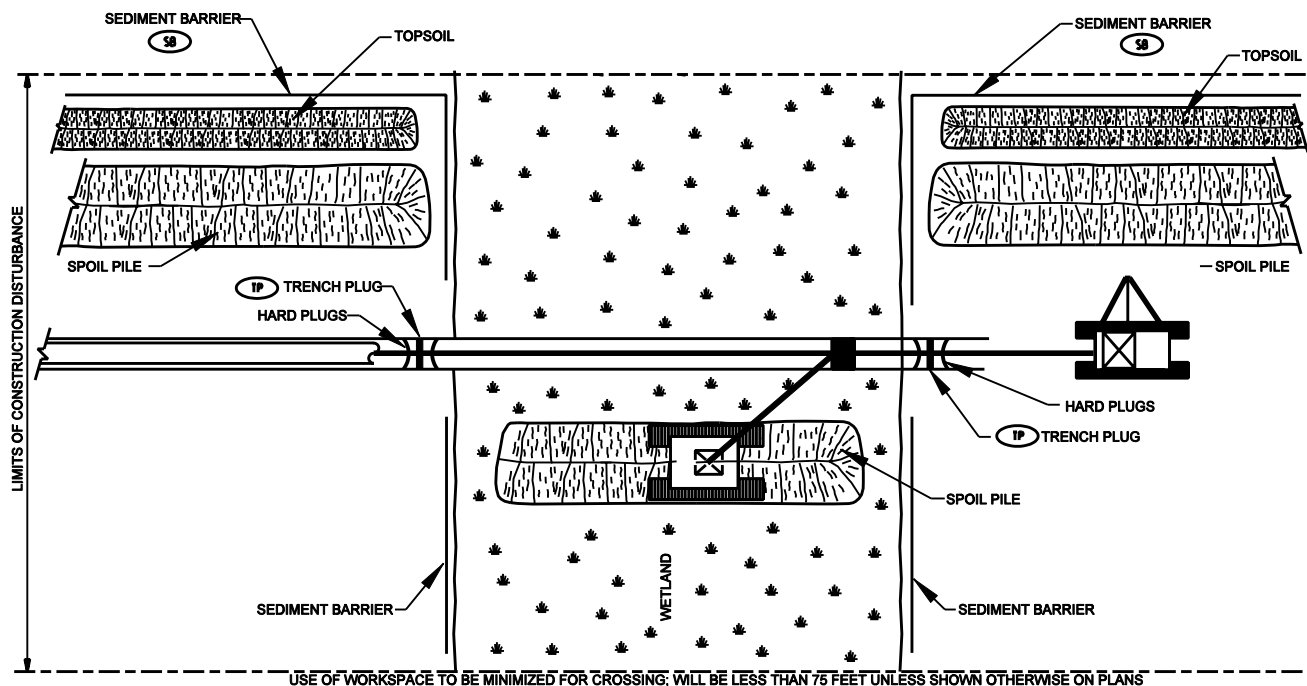 SEDIMENT BARRIER
SB
TOPSOIL
SEDIMENT BARRIER
SB
TOPSOIL
LIMITS OF CONSTRUCTION DISTURBANCE
SPOIL PILE
SPOIL PILE
TP TRENCH PLUG
HARD PLUGS
HARD PLUGS
TP TRENCH PLUG
SPOIL PILE
WETLAND
SEDIMENT BARRIER
SEDIMENT BARRIER
USE OF WORKSPACE TO BE MINIMIZED FOR CROSSING; WILL BE LESS THAN 75 FEET UNLESS SHOWN OTHERWISE ON PLANS